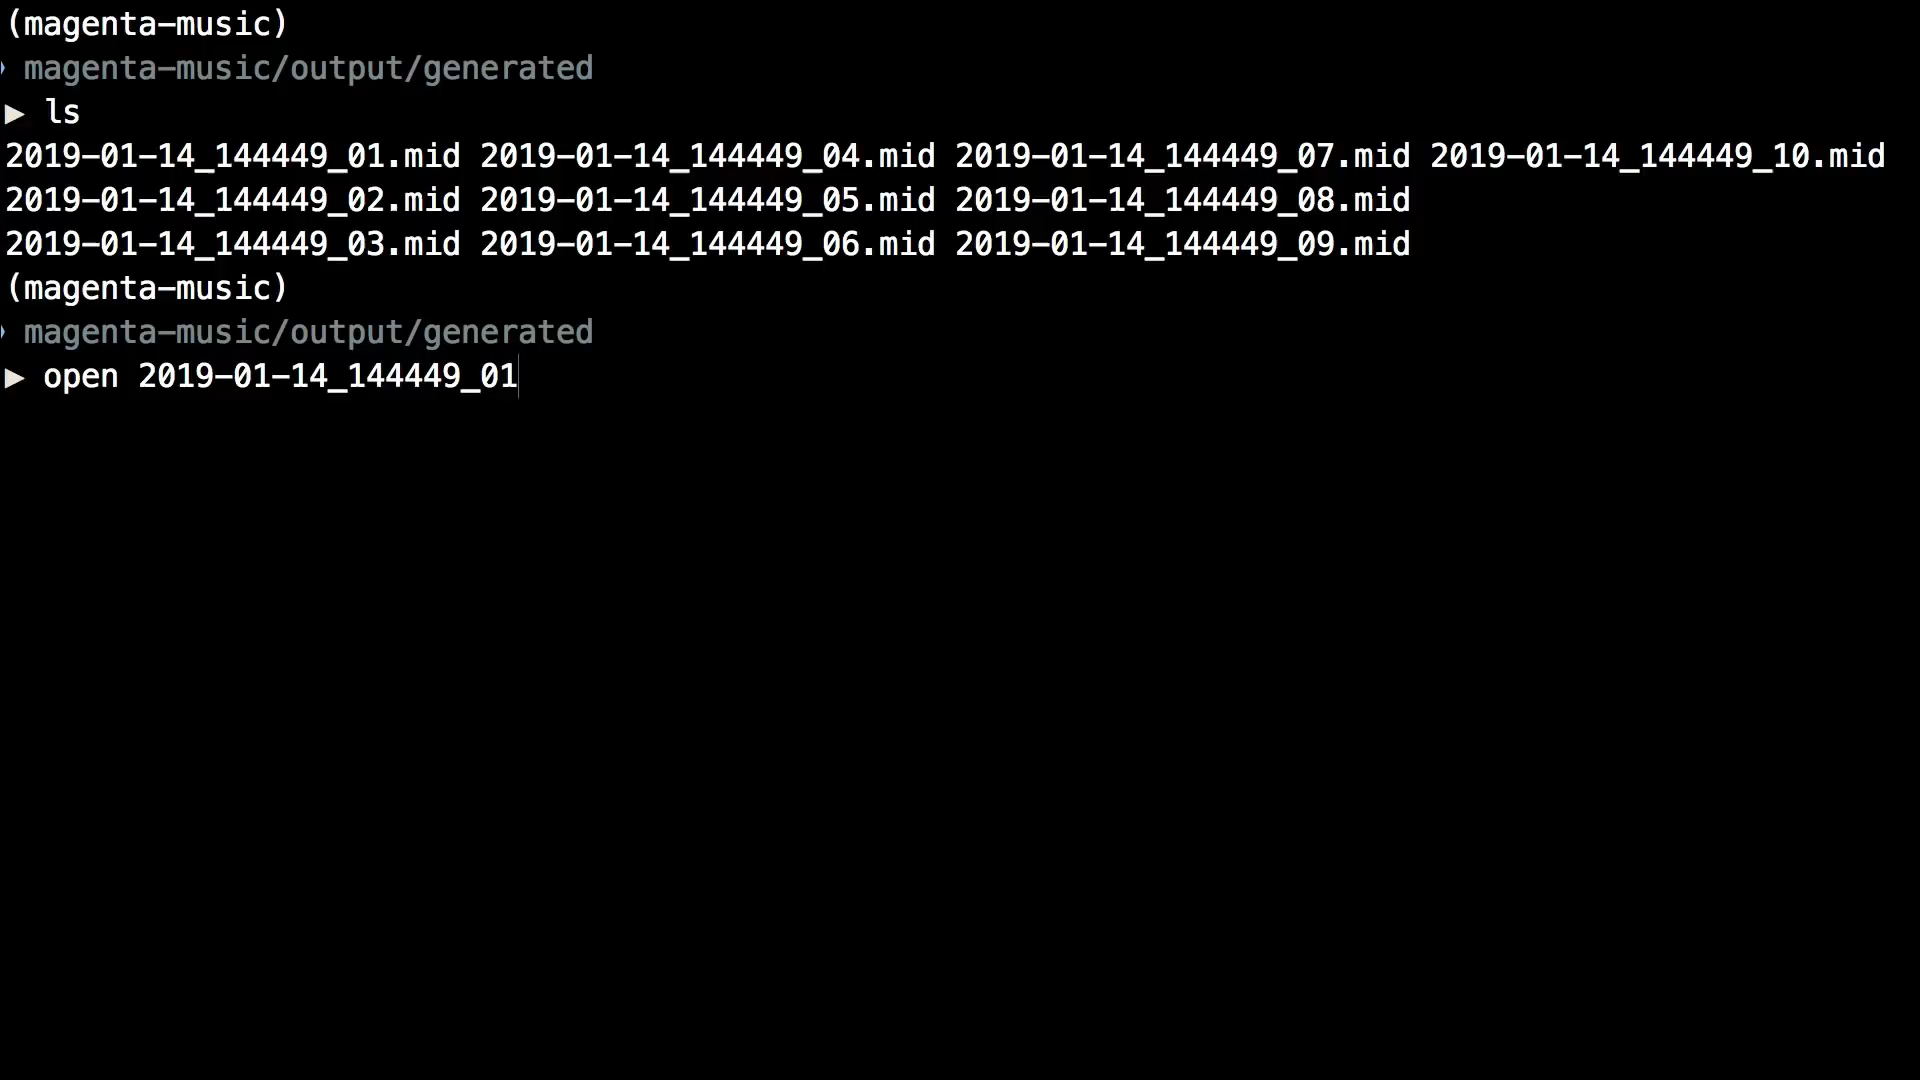 (magenta-music)
magenta-music/output/generated
▶ ls
2019-01-14_144449_01.mid 2019-01-14_144449_04.mid 2019-01-14_144449_07.mid 2019-01-14_144449_10.mid
2019-01-14_144449_02.mid 2019-01-14_144449_05.mid 2019-01-14_144449_08.mid
2019-01-14_144449_03.mid 2019-01-14_144449_06.mid 2019-01-14_144449_09.mid
(magenta-music)
magenta-music/output/generated
▶ open 2019-01-14_144449_01